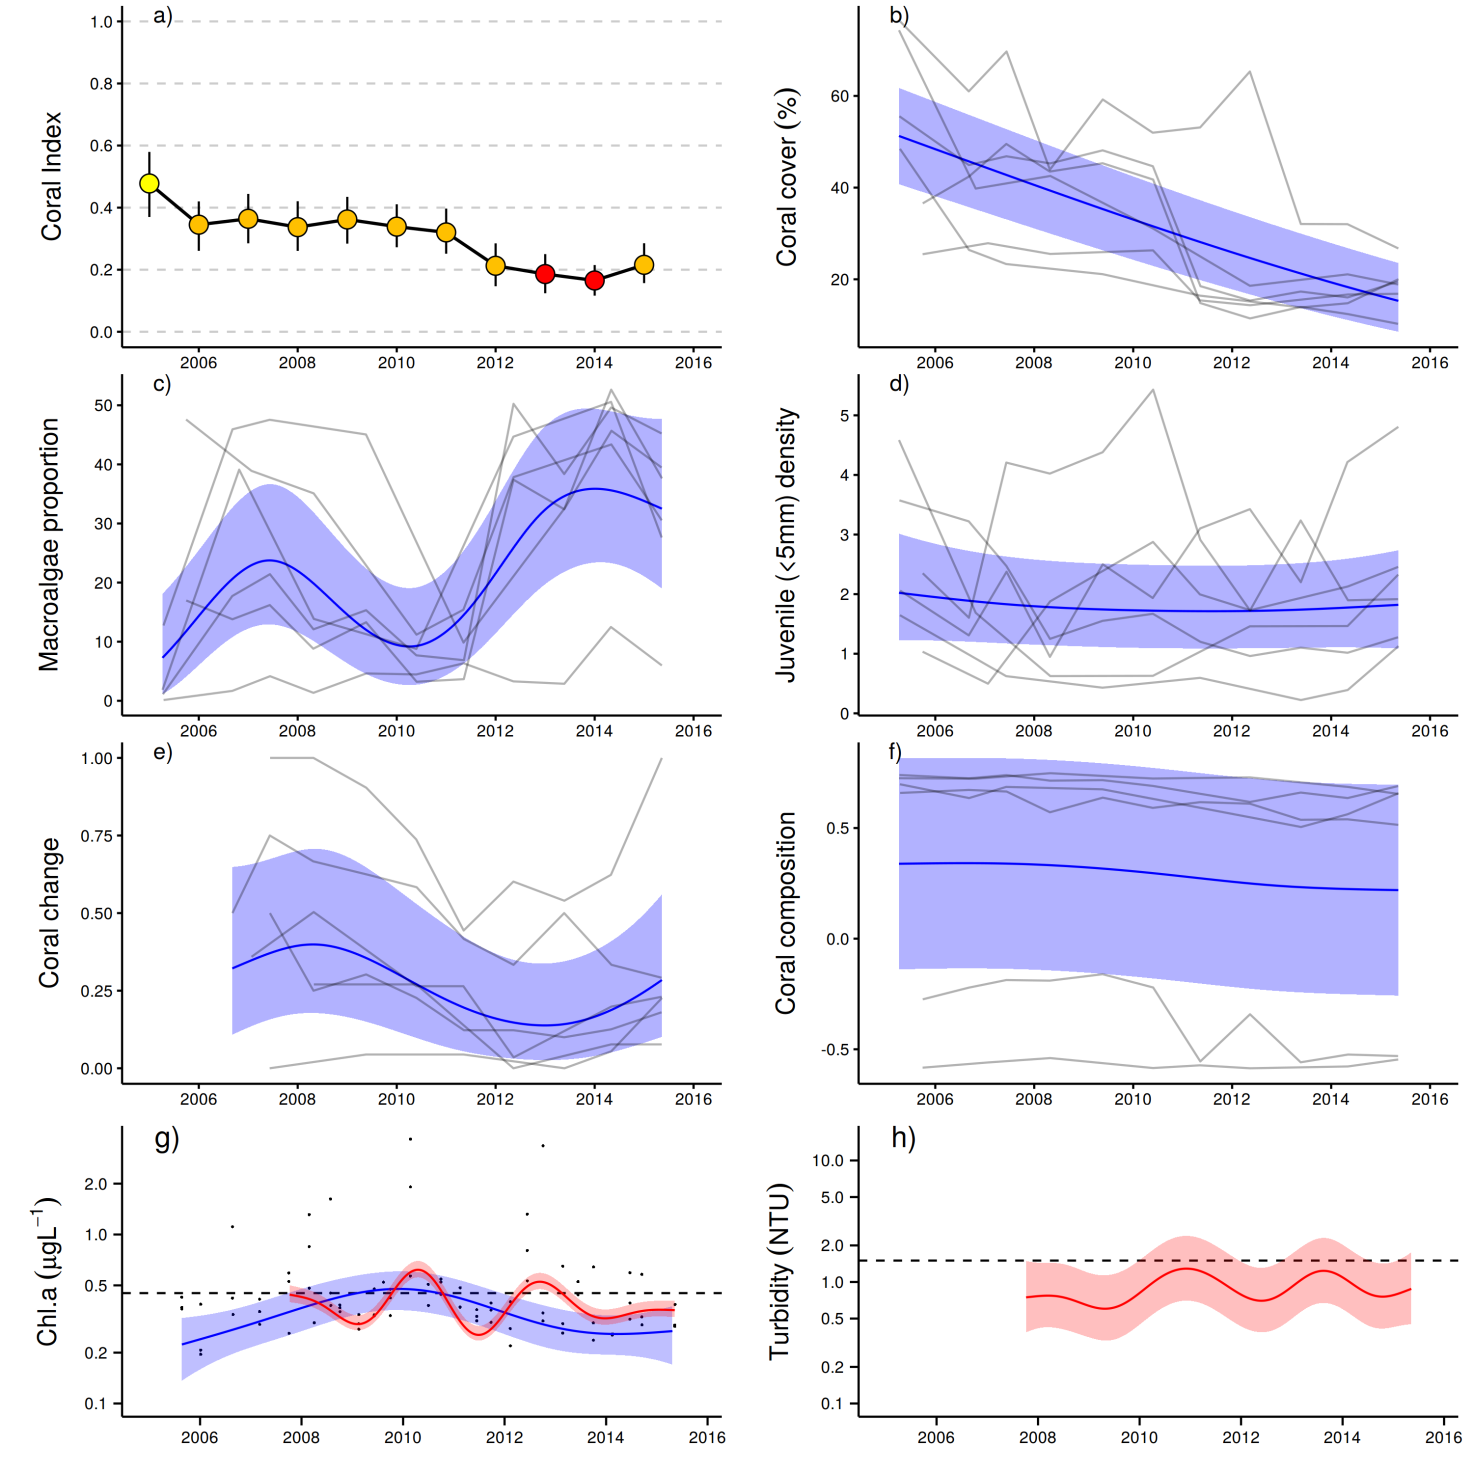 a)
Coral Index
1.0
0.8
0.6
0.4
0.2
0.0
2006 2008 2010 2012 2014 2016
b)
Coral cover (%)
60
40
20
2006 2008 2010 2012 2014 2016
c)
Macroalgae proportion
50
40
30
20
10
0
2006 2008 2010 2012 2014 2016
d)
Juvenile (<5mm) density
5
4
3
2
1
0
2006 2008 2010 2012 2014 2016
e)
Coral change
1.00
0.75
0.50
0.25
0.00
2006 2008 2010 2012 2014 2016
f)
Coral composition
0.5
0.0
-0.5
2006 2008 2010 2012 2014 2016
g)
Chl.a (μgL⁻¹)
2.0
1.0
0.5
0.2
0.1
2006 2008 2010 2012 2014 2016
h)
Turbidity (NTU)
10.0
5.0
2.0
1.0
0.5
0.2
0.1
2006 2008 2010 2012 2014 2016